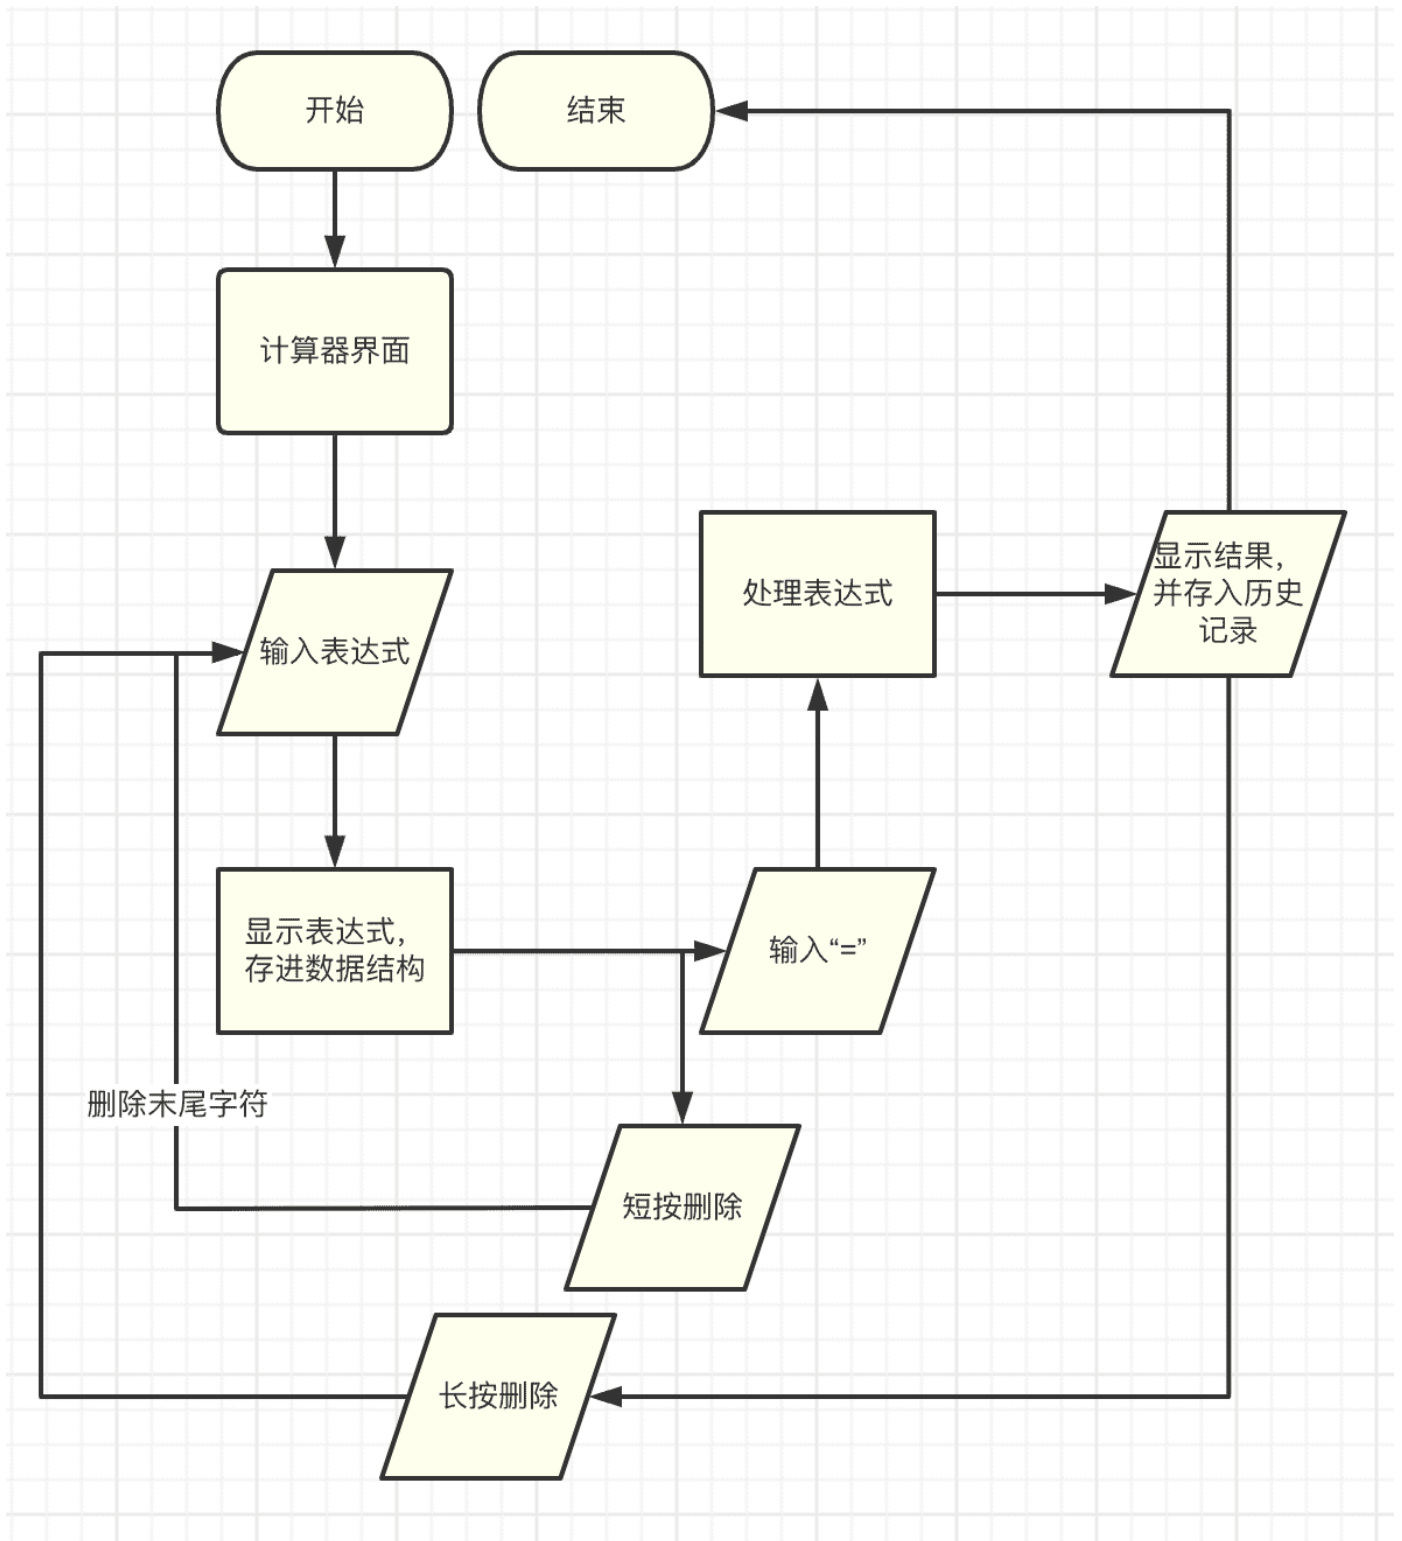 开始
结束
计算器界面
输入表达式
处理表达式
显示结果，
并存入历史
记录
显示表达式，
存进数据结构
输入“=”
删除末尾字符
短按删除
长按删除